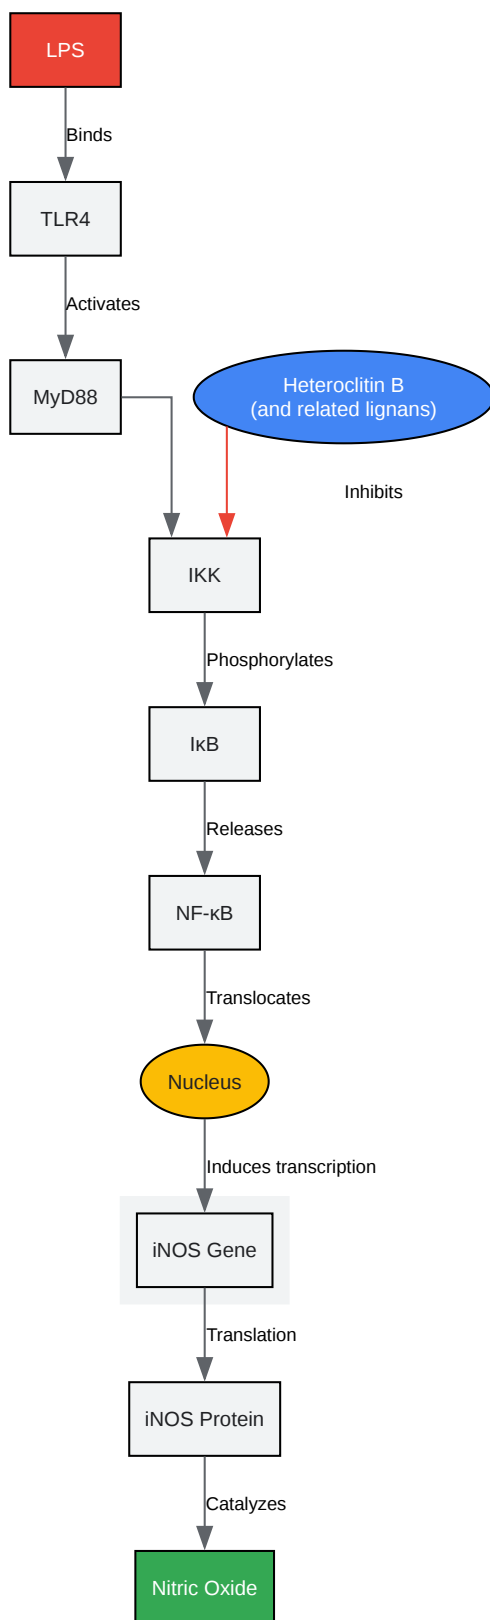 LPS
Binds
TLR4
Activates
MyD88
Heteroclitin B
(and related lignans)
Inhibits
IKK
Phosphorylates
IκB
Releases
NF-κB
Translocates
Nucleus
Induces transcription
iNOS Gene
Translation
iNOS Protein
Catalyzes
Nitric Oxide